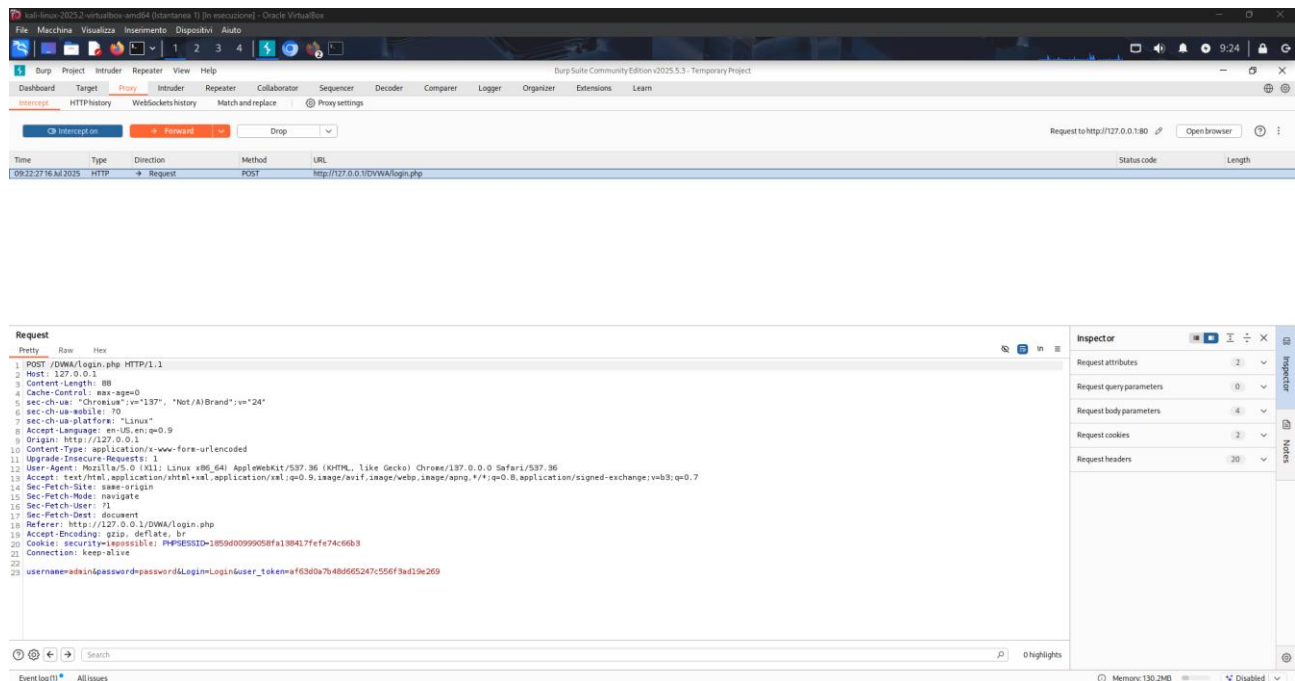 kali-linux-2025.2-virtualbox-amd64 (Istantanea 1) [In esecuzione] - Oracle VirtualBox
File Macchina Visualizza Inserimento Dispositivi Aiuto
1 2 3 4 9:24
Burp Project Intruder Repeater View Help Burp Suite Community Edition v2025.5.3 - Temporary Project
Dashboard Target Proxy Intruder Repeater Collaborator Sequencer Decoder Comparer Logger Organizer Extensions Learn
Intercept HTTP history WebSockets history Match and replace Proxy settings
Intercept on Forward Drop Request to http://127.0.0.1:80 Open browser
Time Type Direction Method URL Status code Length
09:22:27 16 Jul 2025 HTTP → Request POST http://127.0.0.1/DVWA/login.php
Request
Pretty Raw Hex
1 POST /DVWA/login.php HTTP/1.1
2 Host: 127.0.0.1
3 Content-Length: 88
4 Cache-Control: max-age=0
5 sec-ch-ua: "Chromium";v="137", "Not/A)Brand";v="24"
6 sec-ch-ua-mobile: ?0
7 sec-ch-ua-platform: "Linux"
8 Accept-Language: en-US,en;q=0.9
9 Origin: http://127.0.0.1
10 Content-Type: application/x-www-form-urlencoded
11 Upgrade-Insecure-Requests: 1
12 User-Agent: Mozilla/5.0 (X11; Linux x86_64) AppleWebKit/537.36 (KHTML, like Gecko) Chrome/137.0.0.0 Safari/537.36
13 Accept: text/html,application/xhtml+xml,application/xml;q=0.9,image/avif,image/webp,image/apng,*/*;q=0.8,application/signed-exchange;v=b3;q=0.7
14 Sec-Fetch-Site: same-origin
15 Sec-Fetch-Mode: navigate
16 Sec-Fetch-User: ?1
17 Sec-Fetch-Dest: document
18 Referer: http://127.0.0.1/DVWA/login.php
19 Accept-Encoding: gzip, deflate, br
20 Cookie: security=impossible; PHPSESSID=1859d00999058fa138417fefe74c66b3
21 Connection: keep-alive
22
23 username=admin&password=password&Login=Login&user_token=af63d0a7b48d665247c556f3ad19e269
Inspector
Request attributes 2
Request query parameters 0
Request body parameters 4
Request cookies 2
Request headers 20
Inspector
Notes
Search 0 highlights
Event log (1) All issues Memory: 130.2MB Disabled